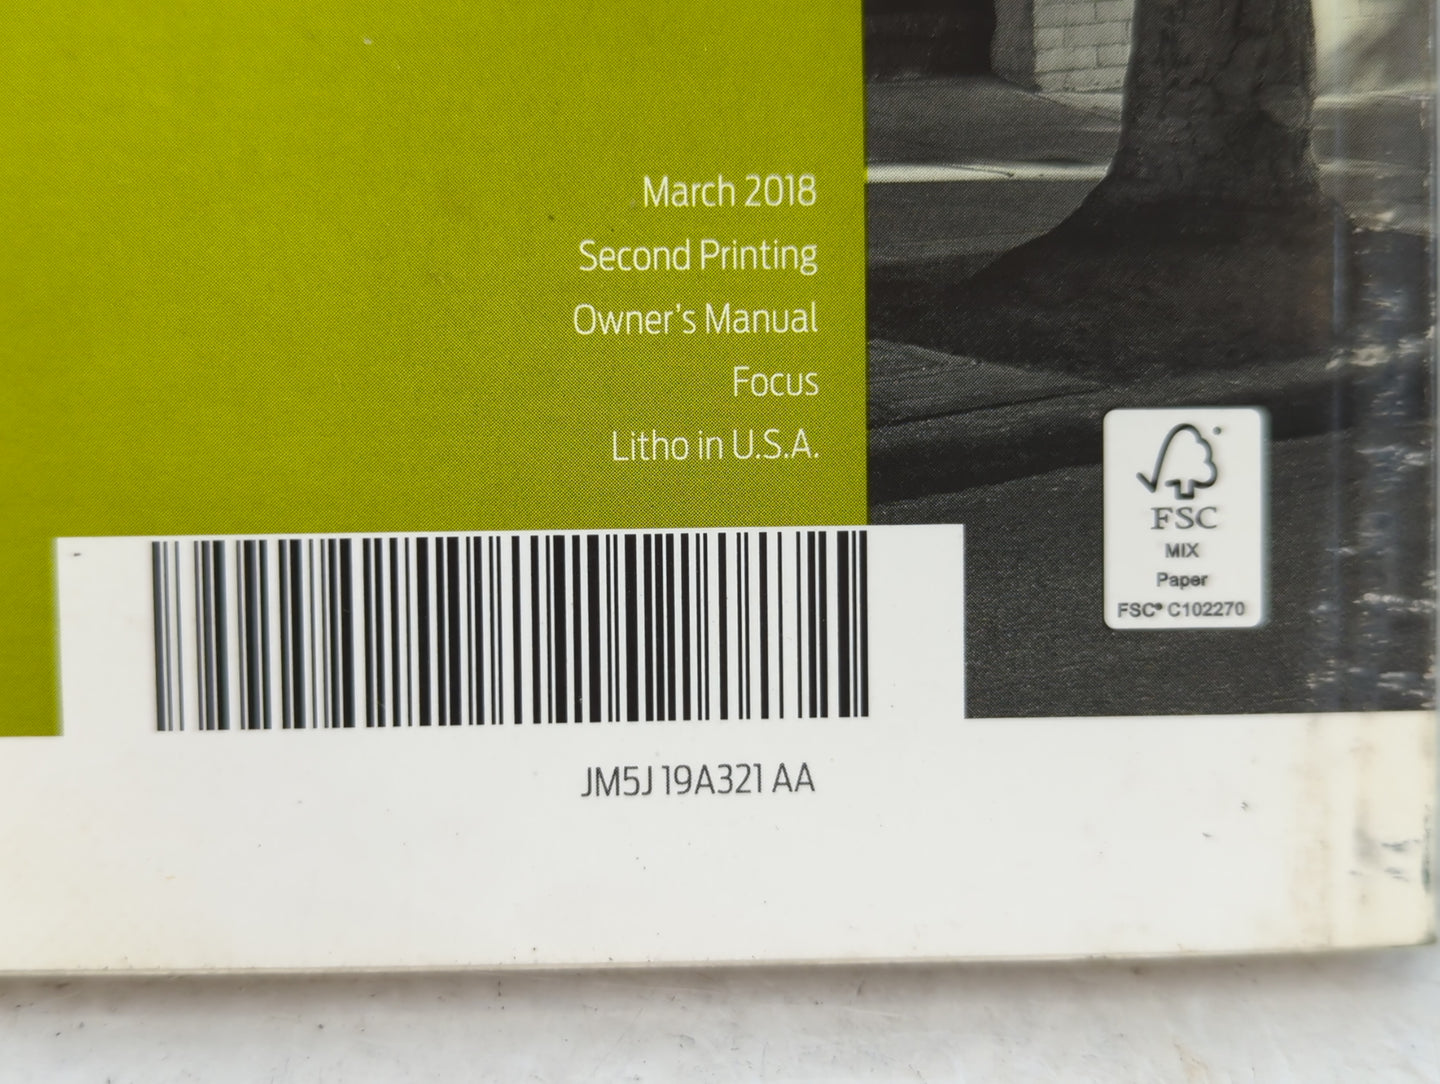 March 2018
Second Printing
Owner's Manual
Focus
Litho in U.S.A.
FSC
MIX
Paper
FSC® C102270
JM5J 19A321 AA